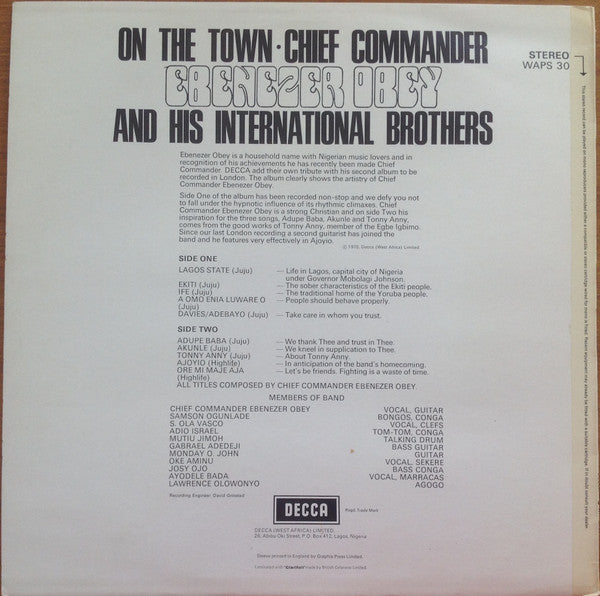 ON THE TOWN · CHIEF COMMANDER
EBENEZER OBEY
AND HIS INTERNATIONAL BROTHERS
STEREO
WAPS 30
Ebenezer Obey is a household name with Nigerian music lovers and in
recognition of his achievements he has recently been made Chief
Commander. DECCA add their own tribute with his second album to be
recorded in London. The album clearly shows the artistry of Chief
Commander Ebenezer Obey.
Side One of the album has been recorded non-stop and we defy you not
to fall under the hypnotic influence of its rhythmic climaxes. Chief
Commander Ebenezer Obey is a strong Christian and on side Two his
inspiration for the three songs, Adupe Baba, Akunle and Tonny Anny,
comes from the good works of Tonny Anny, member of the Egbe Igbimo.
Since our last London recording a second guitarist has joined the
band and he features very effectively in Ajoyio.
Decca (West Africa) Limited
SIDE ONE
LAGOS STATE (Juju) — Life in Lagos, capital city of Nigeria
under Governor Mobolagi Johnson.
EKITI (Juju) — The sober characteristics of the Ekiti people.
IFE (Juju) — The traditional home of the Yoruba people.
A OMO ENIA LUWARE O — People should behave properly.
(Juju)
DAVIES/ADEBAYO (Juju) — Take care in whom you trust.
SIDE TWO
ADUPE BABA (Juju) — We thank Thee and trust in Thee.
AKUNLE (Juju) — We kneel in supplication to Thee.
TONNY ANNY (Juju) — About Tonny Anny.
AJOYIO (Highlife) — In anticipation of the band's homecoming.
ORE MI MAJE AJA — Let's be friends. Fighting is a waste of time.
(Highlife)
ALL TITLES COMPOSED BY CHIEF COMMANDER EBENEZER OBEY.
MEMBERS OF BAND
CHIEF COMMANDER EBENEZER OBEY VOCAL, GUITAR
SAMSON OGUNLADE BONGOS, CONGA
S. OLA VASCO VOCAL, CLEFS
ADIO ISRAEL TOM-TOM, CONGA
MUTIU JIMOH TALKING DRUM
GABRAEL ADEDEJI BASS GUITAR
MONDAY O. JOHN GUITAR
OKE AMINU VOCAL, SEKERE
JOSY OJO BASS CONGA
AYODELE BADA VOCAL, MARRACAS
LAWRENCE OLOWONYO AGOGO
Recording Engineer: David Grinsted
DECCA
Regd. Trade Mark
DECCA (WEST AFRICA) LIMITED
Street, P.O. Box 412, Lagos, Nigeria
Sleeve printed in England by Graphis Press Limited.
Laminated with "Clarifoil" made by British Celanese Limited